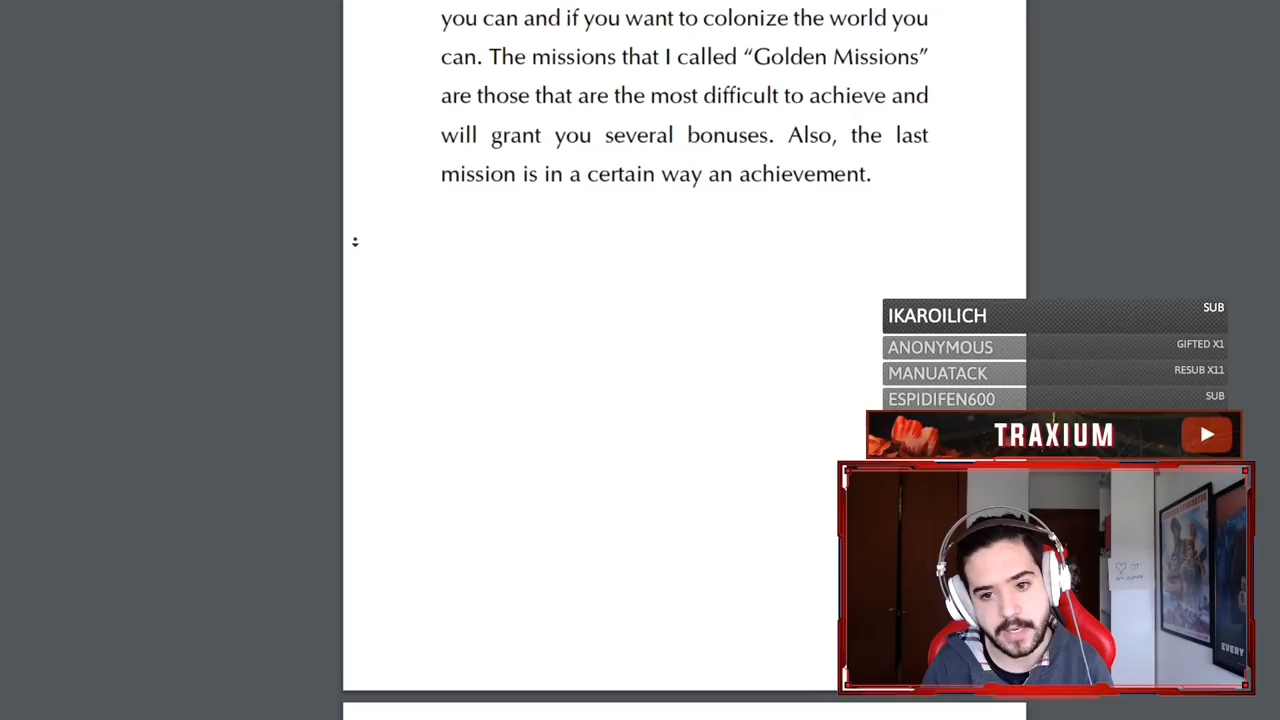 you can and if you want to colonize the world you
can. The missions that I called “Golden Missions”
are those that are the most difficult to achieve and
will grant you several bonuses. Also, the last
mission is in a certain way an achievement.
IKAROILICH SUB
ANONYMOUS GIFTED X1
MANUATACK RESUB X11
ESPIDIFEN600 SUB
TRAXIUM
EVERY